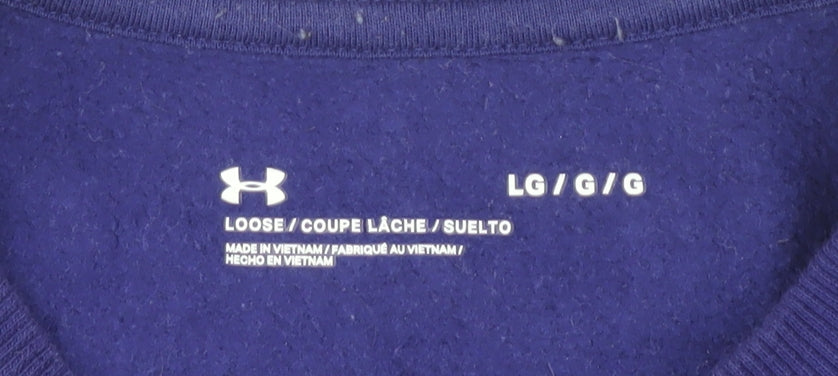 LG / G / G
LOOSE / COUPE LÂCHE / SUELTO
MADE IN VIETNAM / FABRIQUÉ AU VIETNAM /
HECHO EN VIETNAM